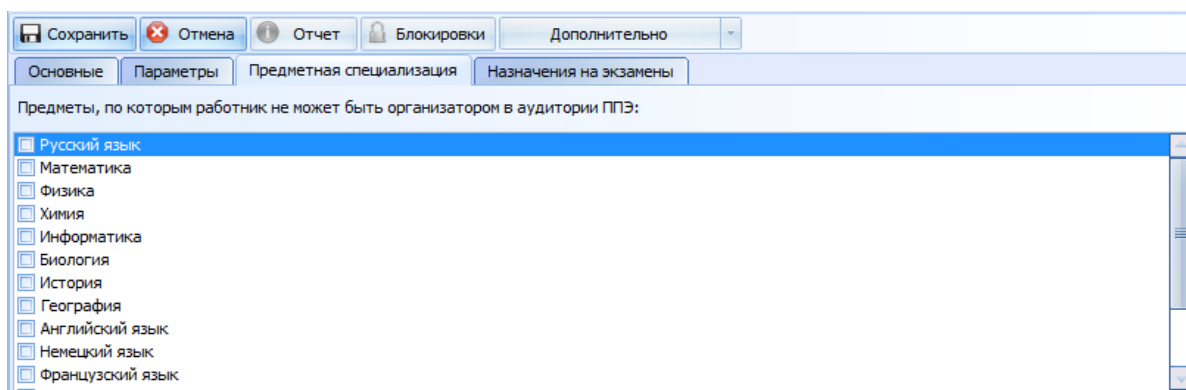 Сохранить Отмена Отчет Блокировки Дополнительно
Основные Параметры Предметная специализация Назначения на экзамены
Предметы, по которым работник не может быть организатором в аудитории ППЭ:
Русский язык
Математика
Физика
Химия
Информатика
Биология
История
География
Английский язык
Немецкий язык
Французский язык